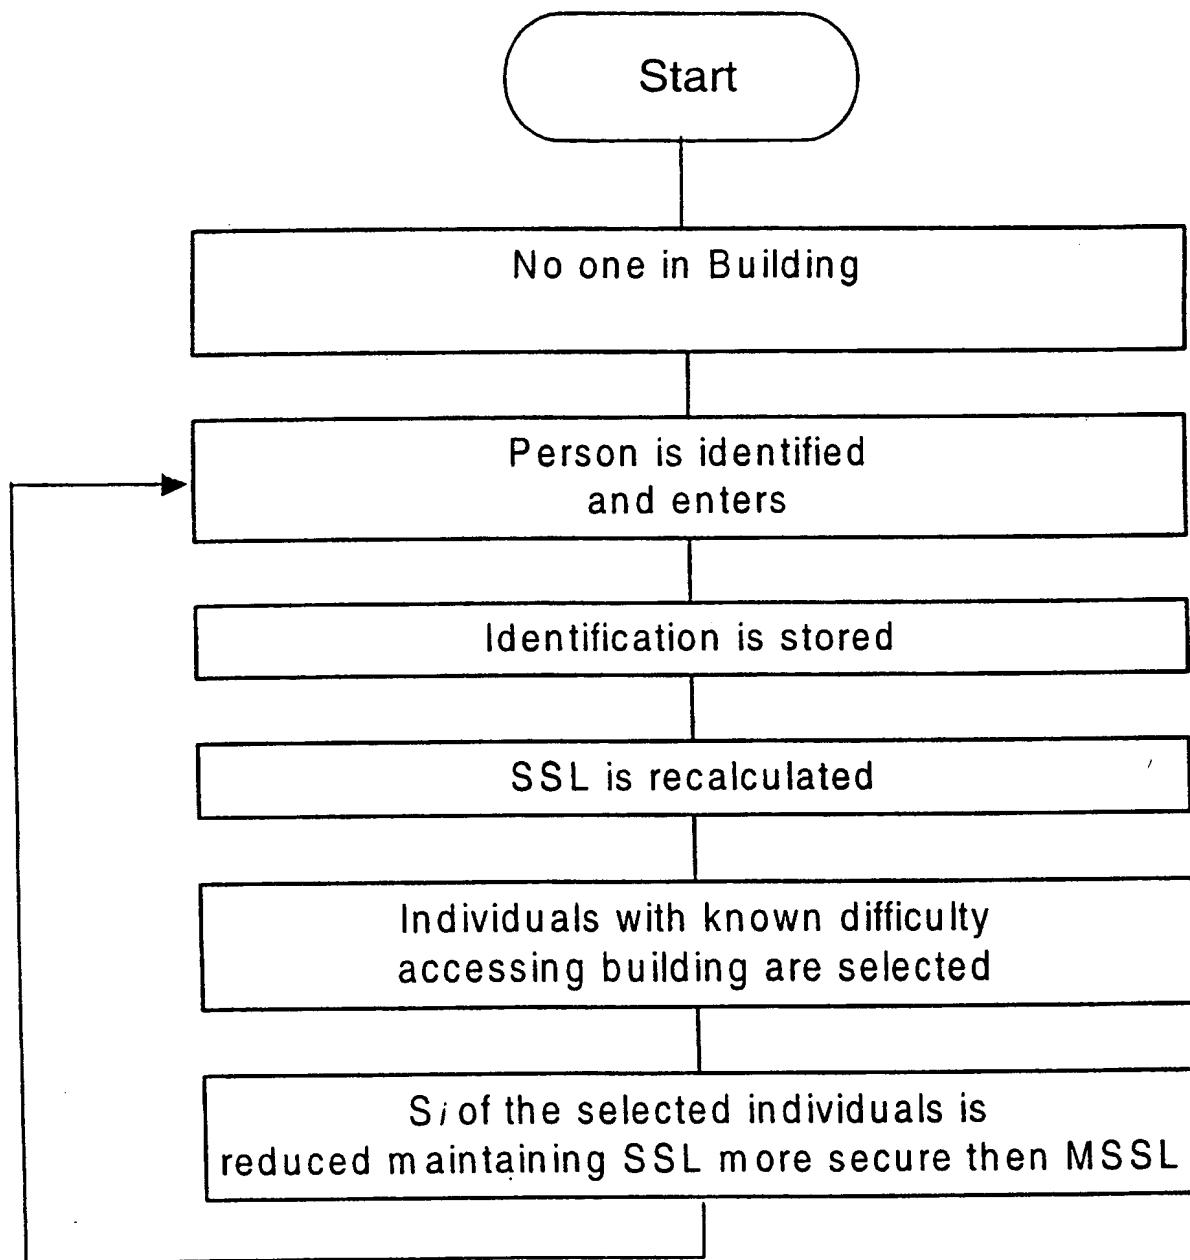 Start
No one in Building
Person is identified
and enters
Identification is stored
SSL is recalculated
Individuals with known difficulty
accessing building are selected
Si of the selected individuals is
reduced maintaining SSL more secure then MSSL